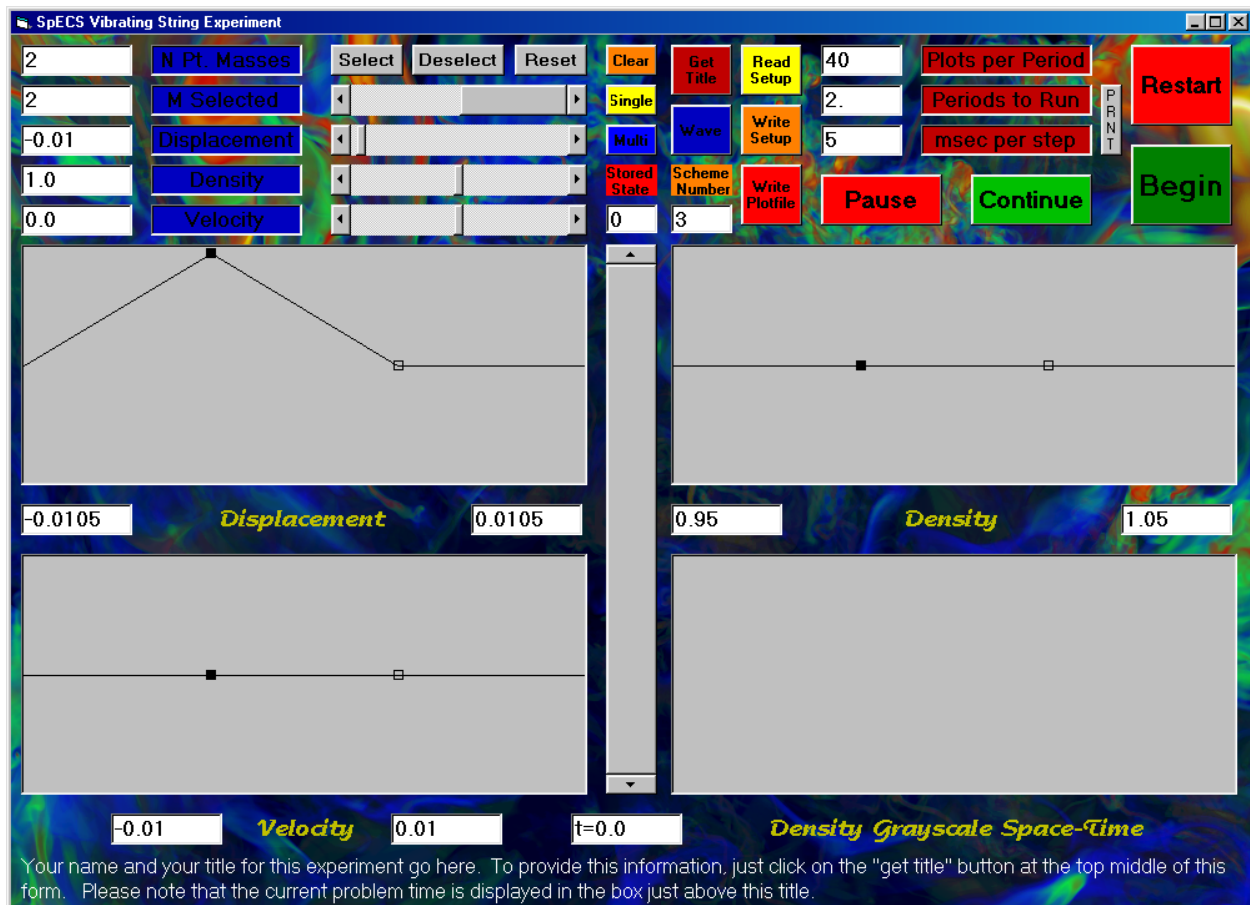 SpECS Vibrating String Experiment
2 N Pt. Masses Select Deselect Reset Clear Get Title Read Setup 40 Plots per Period Restart
2 M Selected Single Wave Write Setup 2. Periods to Run PRNT
-0.01 Displacement Multi 5 msec per step
1.0 Density Stored State Scheme Number Write Plotfile Pause Continue Begin
0.0 Velocity 0 3
-0.0105 Displacement 0.0105 0.95 Density 1.05
-0.01 Velocity 0.01 t=0.0 Density Grayscale Space-Time
Your name and your title for this experiment go here. To provide this information, just click on the "get title" button at the top middle of this
form. Please note that the current problem time is displayed in the box just above this title.